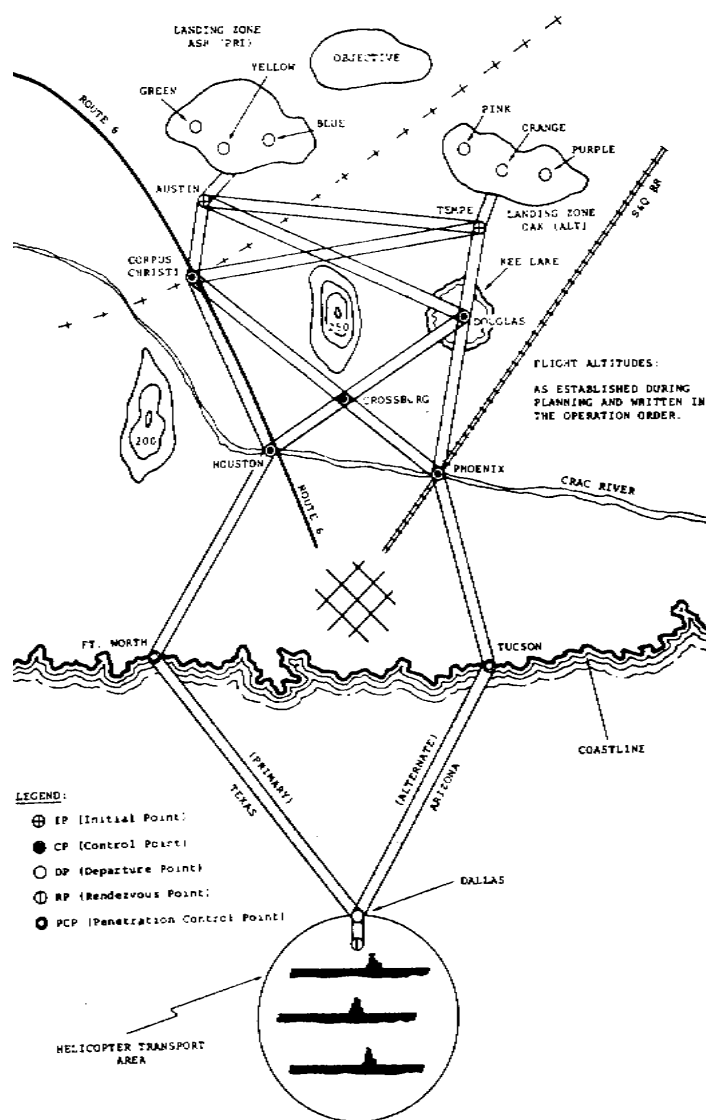 LANDING ZONE
ASH (PRI)
OBJECTIVE
YELLOW
GREEN
BLUE
ROUTE 6
PINK
ORANGE
PURPLE
AUSTIN
TEMPE
LANDING ZONE
OAK (ALT)
S&Q RR
CORPUS
CHRISTI
KEE LAKE
250
DOUGLAS
FLIGHT ALTITUDES:
AS ESTABLISHED DURING
PLANNING AND WRITTEN IN
THE OPERATION ORDER.
CROSSBURG
200
HOUSTON
PHOENIX
CRAC RIVER
ROUTE 6
FT. WORTH
TUCSON
COASTLINE
(PRIMARY)
TEXAS
(ALTERNATE)
ARIZONA
LEGEND:
IP (Initial Point)
CP (Control Point)
DP (Departure Point)
RP (Rendezvous Point)
PCP (Penetration Control Point)
DALLAS
HELICOPTER TRANSPORT
AREA